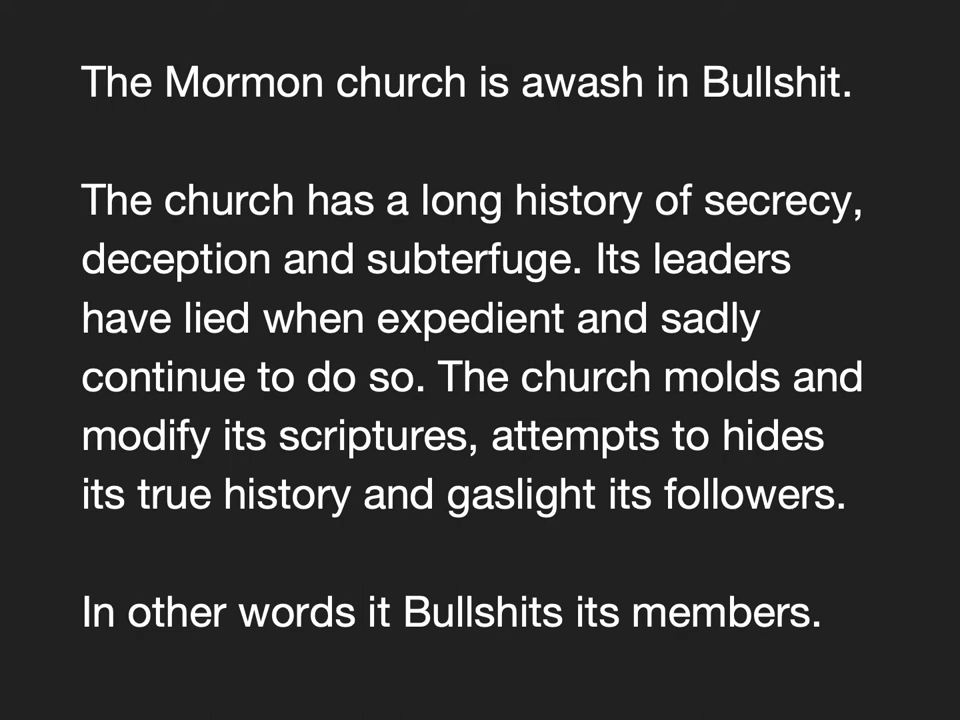 The Mormon church is awash in Bullshit.
The church has a long history of secrecy,
deception and subterfuge. Its leaders
have lied when expedient and sadly
continue to do so. The church molds and
modify its scriptures, attempts to hides
its true history and gaslight its followers.
In other words it Bullshits its members.